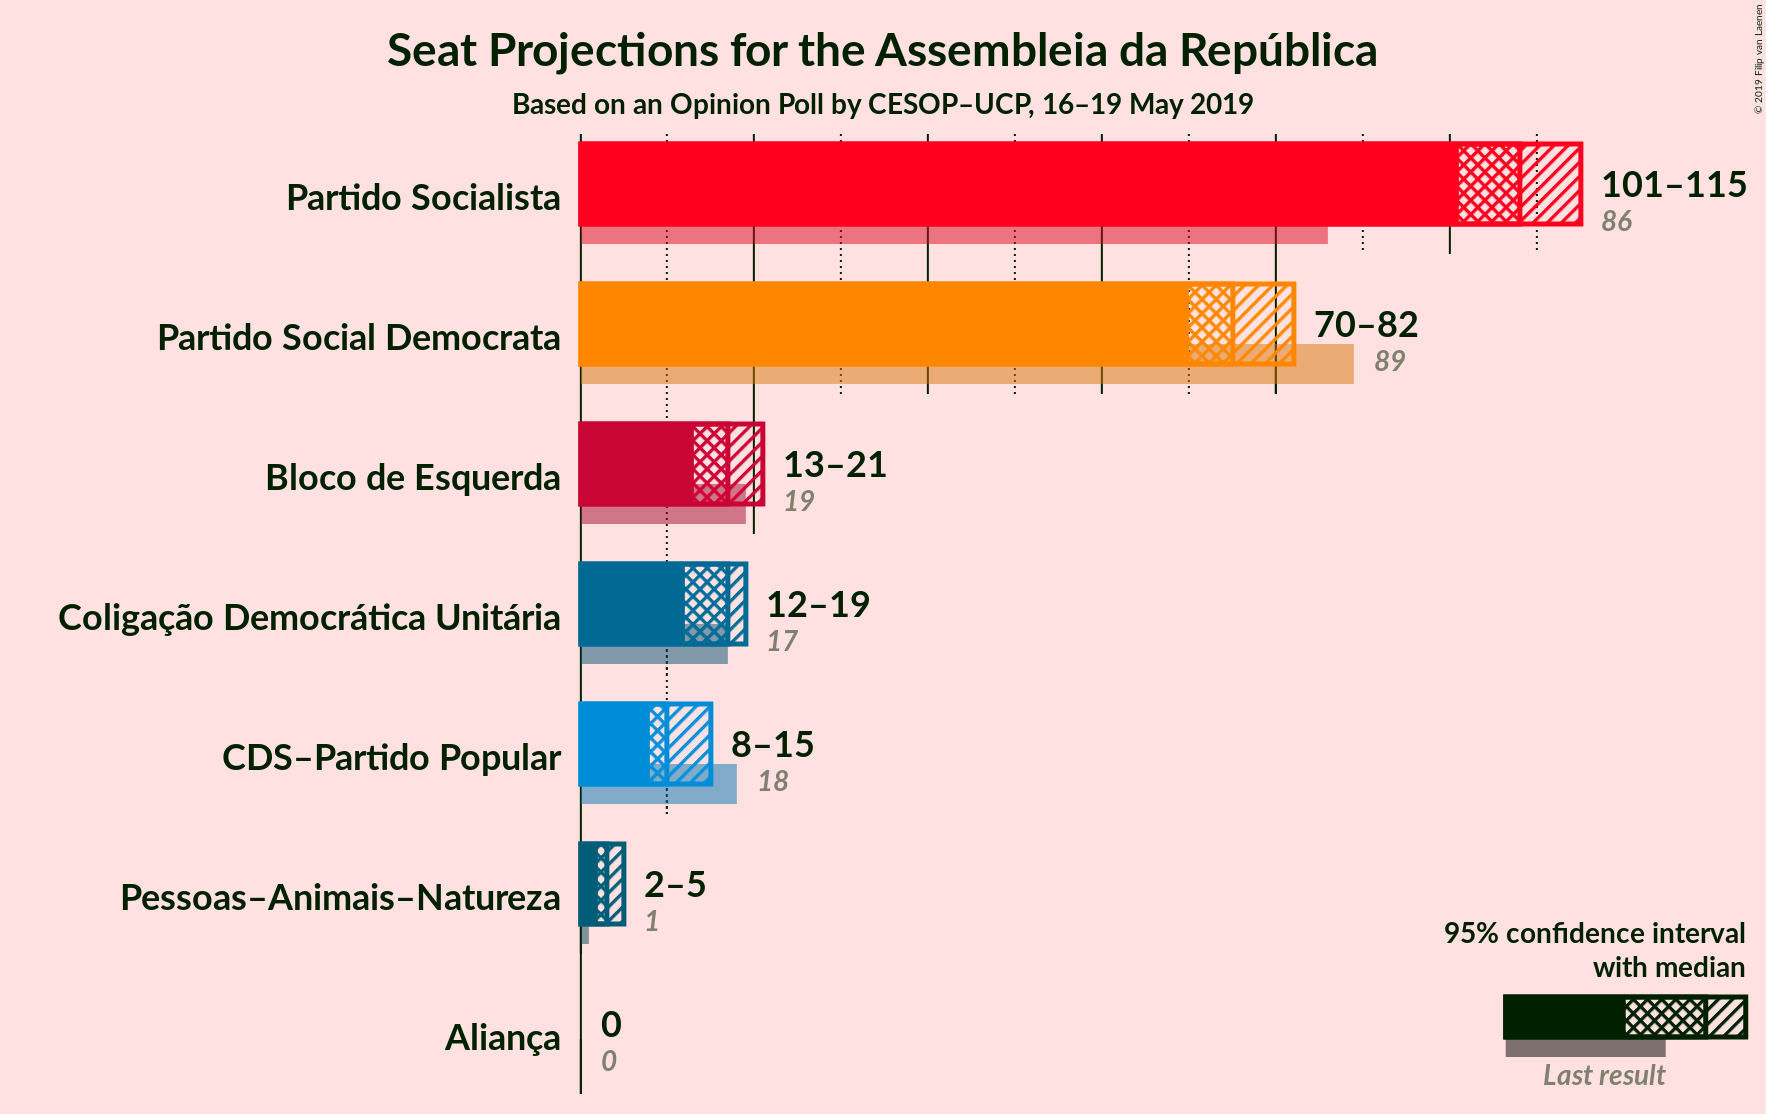 Seat Projections for the Assembleia da República
Based on an Opinion Poll by CESOP–UCP, 16–19 May 2019
© 2019 Filip van Laenen
Partido Socialista
101–115
86
Partido Social Democrata
70–82
89
Bloco de Esquerda
13–21
19
Coligação Democrática Unitária
12–19
17
CDS–Partido Popular
8–15
18
Pessoas–Animais–Natureza
2–5
1
Aliança
0
0
95% confidence interval
with median
Last result